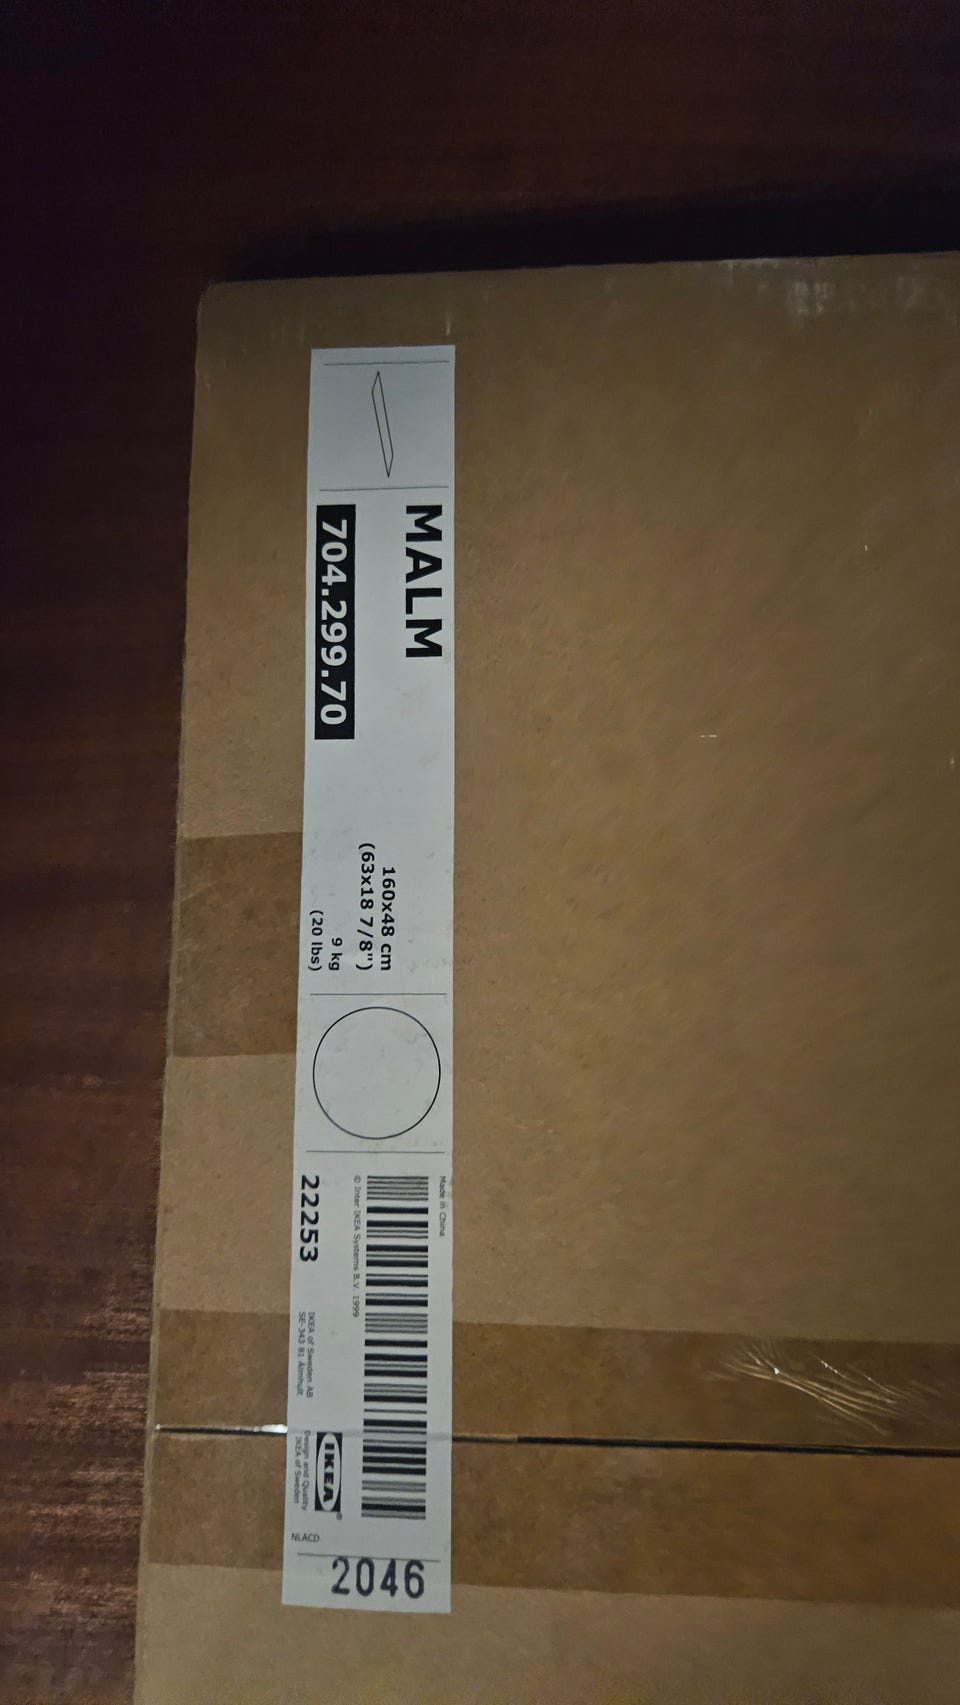 MALM
704.299.70
160x48 cm
(63x18 7/8")
9 kg
(20 lbs)
Made in China
© Inter IKEA Systems B.V. 1999
22253
IKEA of Sweden AB
SE-343 81 Älmhult
IKEA®
Design and Quality
IKEA of Sweden
NLACD
2046